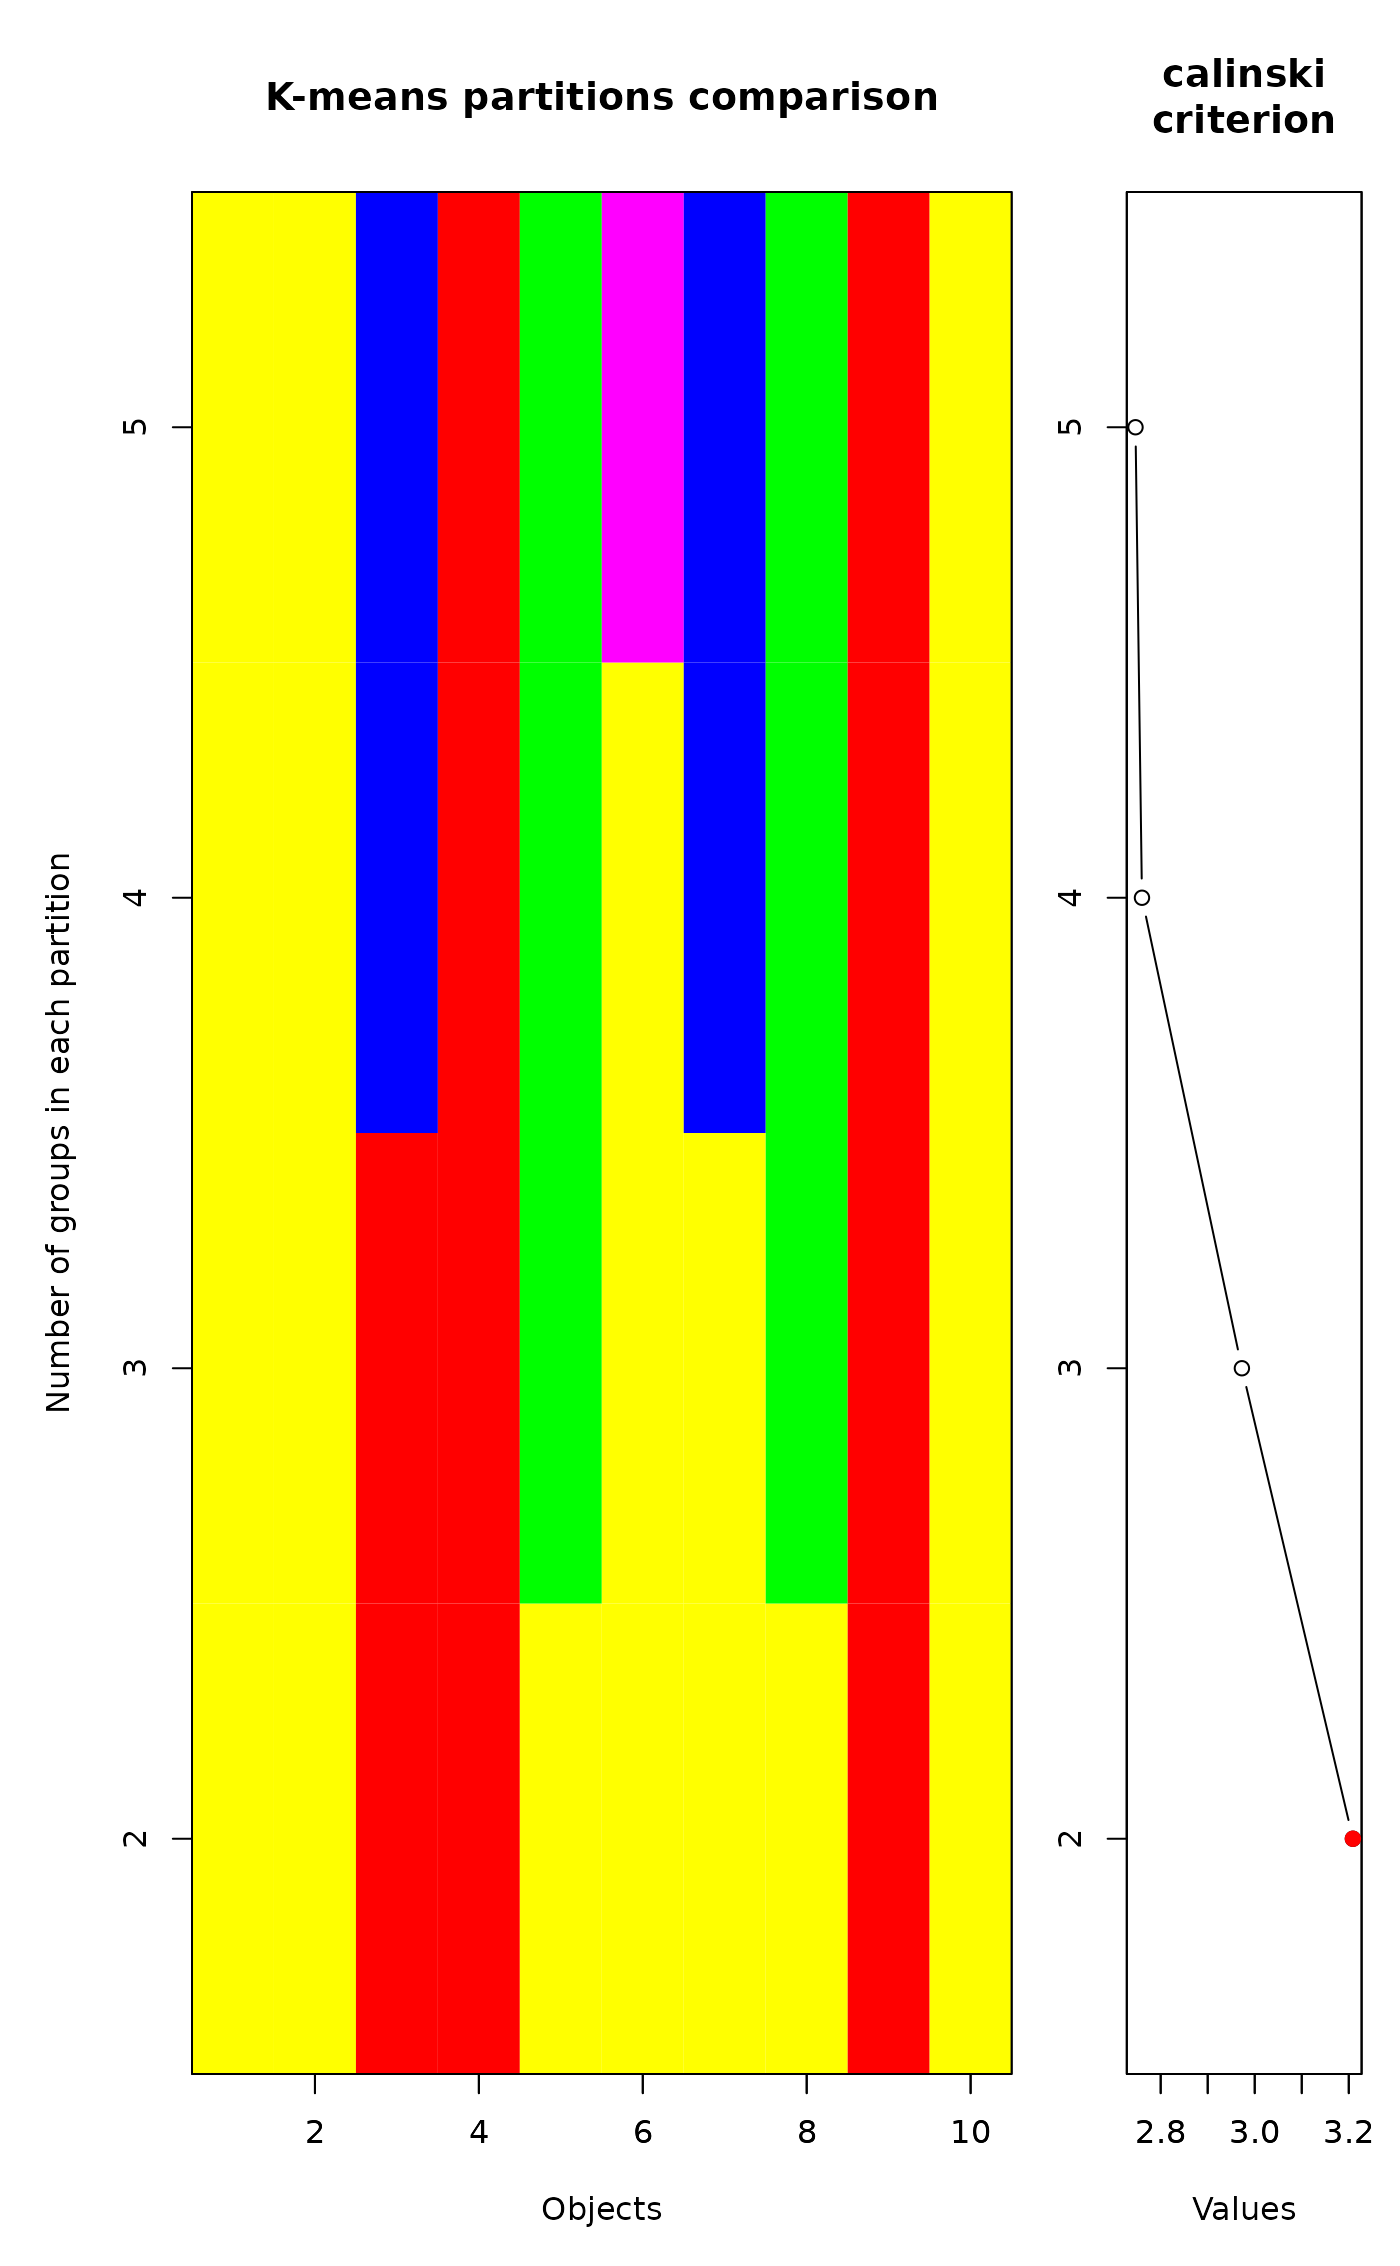 K-means partitions comparison
calinski
criterion
Number of groups in each partition
5
4
3
2
2 4 6 8 10
Objects
5
4
3
2
2.8 3.0 3.2
Values